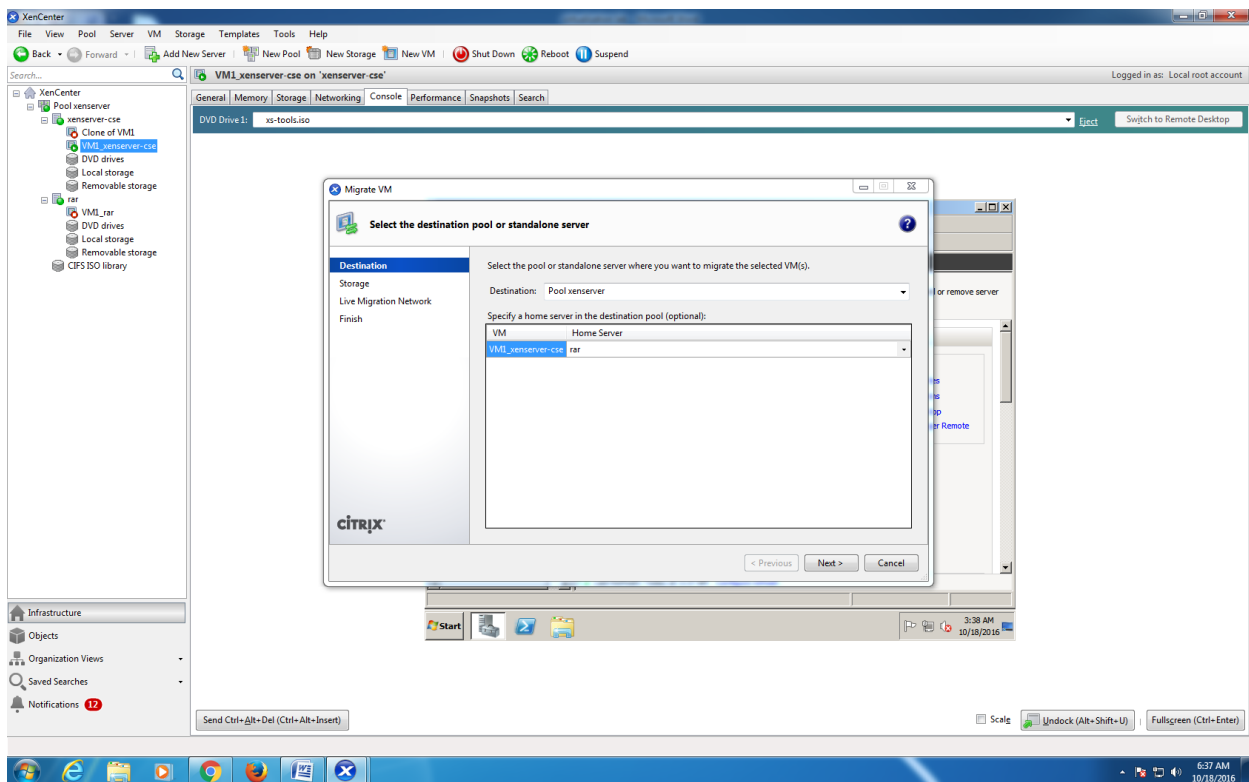 XenCenter
File View Pool Server VM Storage Templates Tools Help
Back Forward Add New Server New Pool New Storage New VM Shut Down Reboot Suspend
Search...
VM1_xenserver-cse on 'xenserver-cse'
Logged in as: Local root account
XenCenter
Pool xenserver
xenserver-cse
Clone of VM1
VM1_xenserver-cse
DVD drives
Local storage
Removable storage
rar
VM1_rar
DVD drives
Local storage
Removable storage
CIFS ISO library
General Memory Storage Networking Console Performance Snapshots Search
DVD Drive 1: xs-tools.iso
Eject
Switch to Remote Desktop
Migrate VM
Select the destination pool or standalone server
Destination
Storage
Live Migration Network
Finish
Select the pool or standalone server where you want to migrate the selected VM(s).
Destination: Pool xenserver
Specify a home server in the destination pool (optional):
VM Home Server
VM1_xenserver-cse rar
CITRIX
< Previous Next > Cancel
or remove server
er Remote
Start
3:38 AM
10/18/2016
Infrastructure
Objects
Organization Views
Saved Searches
Notifications 12
Send Ctrl+Alt+Del (Ctrl+Alt+Insert)
Scale
Undock (Alt+Shift+U)
Fullscreen (Ctrl+Enter)
6:37 AM
10/18/2016